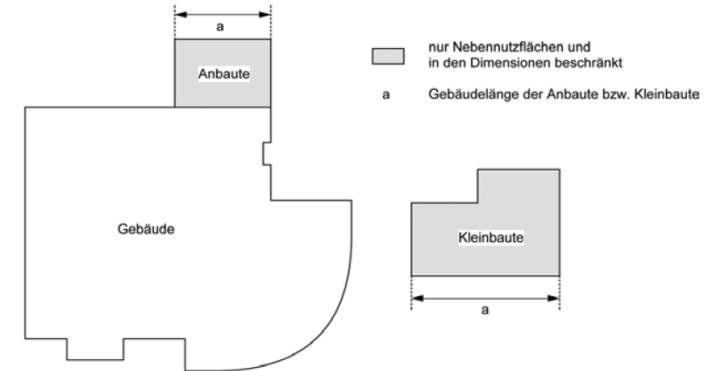 a
Anbaute
nur Nebennutzflächen und
in den Dimensionen beschränkt
a Gebäudelänge der Anbaute bzw. Kleinbaute
Gebäude
Kleinbaute
a